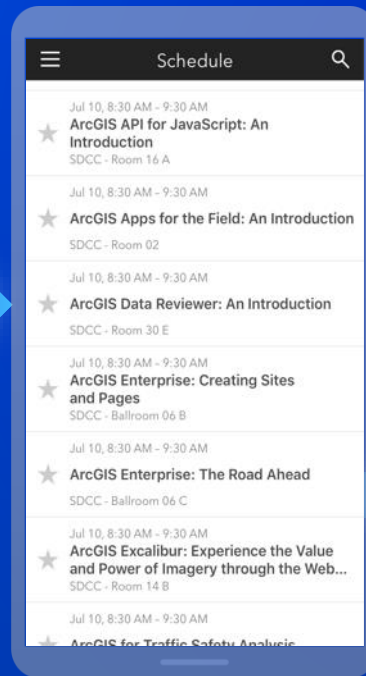 Schedule
Jul 10, 8:30 AM - 9:30 AM
ArcGIS API for JavaScript: An
Introduction
SDCC - Room 16 A
Jul 10, 8:30 AM - 9:30 AM
ArcGIS Apps for the Field: An Introduction
SDCC - Room 02
Jul 10, 8:30 AM - 9:30 AM
ArcGIS Data Reviewer: An Introduction
SDCC - Room 30 E
Jul 10, 8:30 AM - 9:30 AM
ArcGIS Enterprise: Creating Sites
and Pages
SDCC - Ballroom 06 B
Jul 10, 8:30 AM - 9:30 AM
ArcGIS Enterprise: The Road Ahead
SDCC - Ballroom 06 C
Jul 10, 8:30 AM - 9:30 AM
ArcGIS Excalibur: Experience the Value
and Power of Imagery through the Web...
SDCC - Room 14 B
Jul 10, 8:30 AM - 9:30 AM
ArcGIS for Traffic Safety Analysis